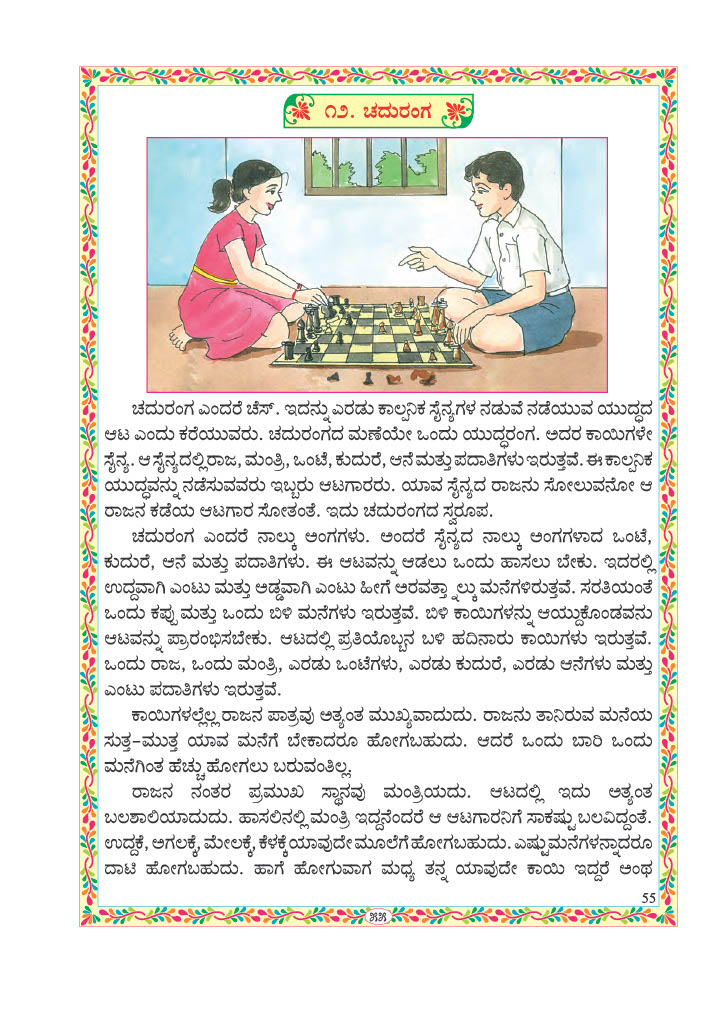 ೧೨. ಚದುರಂಗ
ಚದುರಂಗ ಎಂದರೆ ಚೆಸ್. ಇದನ್ನು ಎರಡು ಕಾಲ್ಪನಿಕ ಸೈನ್ಯಗಳ ನಡುವೆ ನಡೆಯುವ ಯುದ್ಧದ
ಆಟ ಎಂದು ಕರೆಯುವರು. ಚದುರಂಗದ ಮಣೆಯೇ ಒಂದು ಯುದ್ಧರಂಗ. ಅದರ ಕಾಯಿಗಳೇ
ಸೈನ್ಯ. ಆ ಸೈನ್ಯದಲ್ಲಿ ರಾಜ, ಮಂತ್ರಿ, ಒಂಟೆ, ಕುದುರೆ, ಆನೆ ಮತ್ತು ಪದಾತಿಗಳು ಇರುತ್ತವೆ. ಈ ಕಾಲ್ಪನಿಕ
ಯುದ್ಧವನ್ನು ನಡೆಸುವವರು ಇಬ್ಬರು ಆಟಗಾರರು. ಯಾವ ಸೈನ್ಯದ ರಾಜನು ಸೋಲುವನೋ ಆ
ರಾಜನ ಕಡೆಯ ಆಟಗಾರ ಸೋತಂತೆ. ಇದು ಚದುರಂಗದ ಸ್ವರೂಪ.
ಚದುರಂಗ ಎಂದರೆ ನಾಲ್ಕು ಅಂಗಗಳು. ಅಂದರೆ ಸೈನ್ಯದ ನಾಲ್ಕು ಅಂಗಗಳಾದ ಒಂಟೆ,
ಕುದುರೆ, ಆನೆ ಮತ್ತು ಪದಾತಿಗಳು. ಈ ಆಟವನ್ನು ಆಡಲು ಒಂದು ಹಾಸಲು ಬೇಕು. ಇದರಲ್ಲಿ
ಉದ್ದವಾಗಿ ಎಂಟು ಮತ್ತು ಅಡ್ಡವಾಗಿ ಎಂಟು ಹೀಗೆ ಅರವತ್ತ್ನಾಲ್ಕು ಮನೆಗಳಿರುತ್ತವೆ. ಸರತಿಯಂತೆ
ಒಂದು ಕಪ್ಪು ಮತ್ತು ಒಂದು ಬಿಳಿ ಮನೆಗಳು ಇರುತ್ತವೆ. ಬಿಳಿ ಕಾಯಿಗಳನ್ನು ಆಯ್ದುಕೊಂಡವನು
ಆಟವನ್ನು ಪ್ರಾರಂಭಿಸಬೇಕು. ಆಟದಲ್ಲಿ ಪ್ರತಿಯೊಬ್ಬನ ಬಳಿ ಹದಿನಾರು ಕಾಯಿಗಳು ಇರುತ್ತವೆ.
ಒಂದು ರಾಜ, ಒಂದು ಮಂತ್ರಿ, ಎರಡು ಒಂಟೆಗಳು, ಎರಡು ಕುದುರೆ, ಎರಡು ಆನೆಗಳು ಮತ್ತು
ಎಂಟು ಪದಾತಿಗಳು ಇರುತ್ತವೆ.
ಕಾಯಿಗಳಲ್ಲೆಲ್ಲ ರಾಜನ ಪಾತ್ರವು ಅತ್ಯಂತ ಮುಖ್ಯವಾದುದು. ರಾಜನು ತಾನಿರುವ ಮನೆಯ
ಸುತ್ತ-ಮುತ್ತ ಯಾವ ಮನೆಗೆ ಬೇಕಾದರೂ ಹೋಗಬಹುದು. ಆದರೆ ಒಂದು ಬಾರಿ ಒಂದು
ಮನೆಗಿಂತ ಹೆಚ್ಚು ಹೋಗಲು ಬರುವಂತಿಲ್ಲ.
ರಾಜನ ನಂತರ ಪ್ರಮುಖ ಸ್ಥಾನವು ಮಂತ್ರಿಯದು. ಆಟದಲ್ಲಿ ಇದು ಅತ್ಯಂತ
ಬಲಶಾಲಿಯಾದುದು. ಹಾಸಲಿನಲ್ಲಿ ಮಂತ್ರಿ ಇದ್ದನೆಂದರೆ ಆ ಆಟಗಾರನಿಗೆ ಸಾಕಷ್ಟು ಬಲವಿದ್ದಂತೆ.
ಉದ್ದಕ್ಕೆ, ಅಗಲಕ್ಕೆ, ಮೇಲಕ್ಕೆ, ಕೆಳಕ್ಕೆ ಯಾವುದೇ ಮೂಲೆಗೆ ಹೋಗಬಹುದು. ಎಷ್ಟು ಮನೆಗಳನ್ನಾದರೂ
ದಾಟಿ ಹೋಗಬಹುದು. ಹಾಗೆ ಹೋಗುವಾಗ ಮಧ್ಯ ತನ್ನ ಯಾವುದೇ ಕಾಯಿ ಇದ್ದರೆ ಅಂಥ
55
೫೫